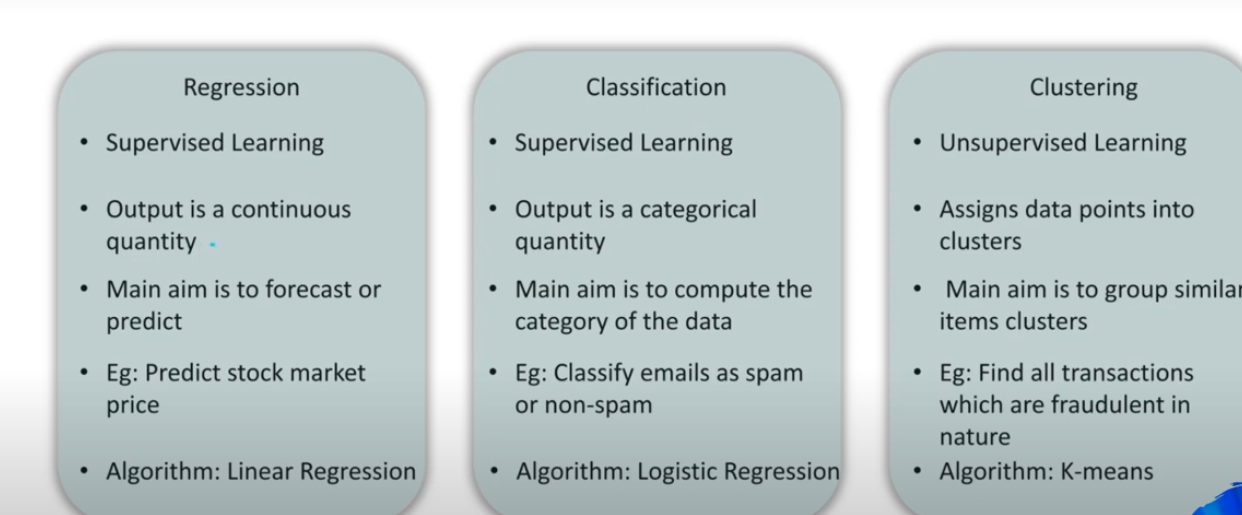 Regression
• Supervised Learning
• Output is a continuous
quantity
• Main aim is to forecast or
predict
• Eg: Predict stock market
price
• Algorithm: Linear Regression
Classification
• Supervised Learning
• Output is a categorical
quantity
• Main aim is to compute the
category of the data
• Eg: Classify emails as spam
or non-spam
• Algorithm: Logistic Regression
Clustering
• Unsupervised Learning
• Assigns data points into
clusters
• Main aim is to group similar
items clusters
• Eg: Find all transactions
which are fraudulent in
nature
• Algorithm: K-means